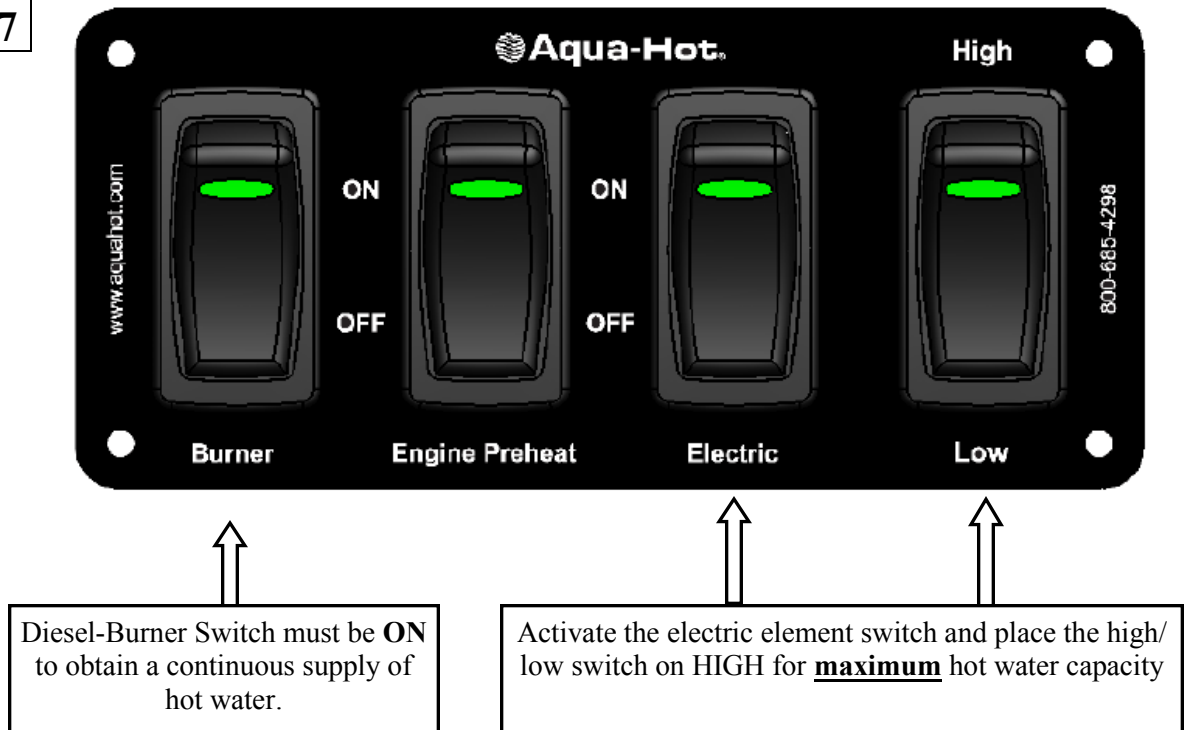 7
Aqua-Hot®
High
www.aquahot.com
ON
ON
800-685-4298
OFF
OFF
Burner
Engine Preheat
Electric
Low
Diesel-Burner Switch must be ON
to obtain a continuous supply of
hot water.
Activate the electric element switch and place the high/
low switch on HIGH for maximum hot water capacity